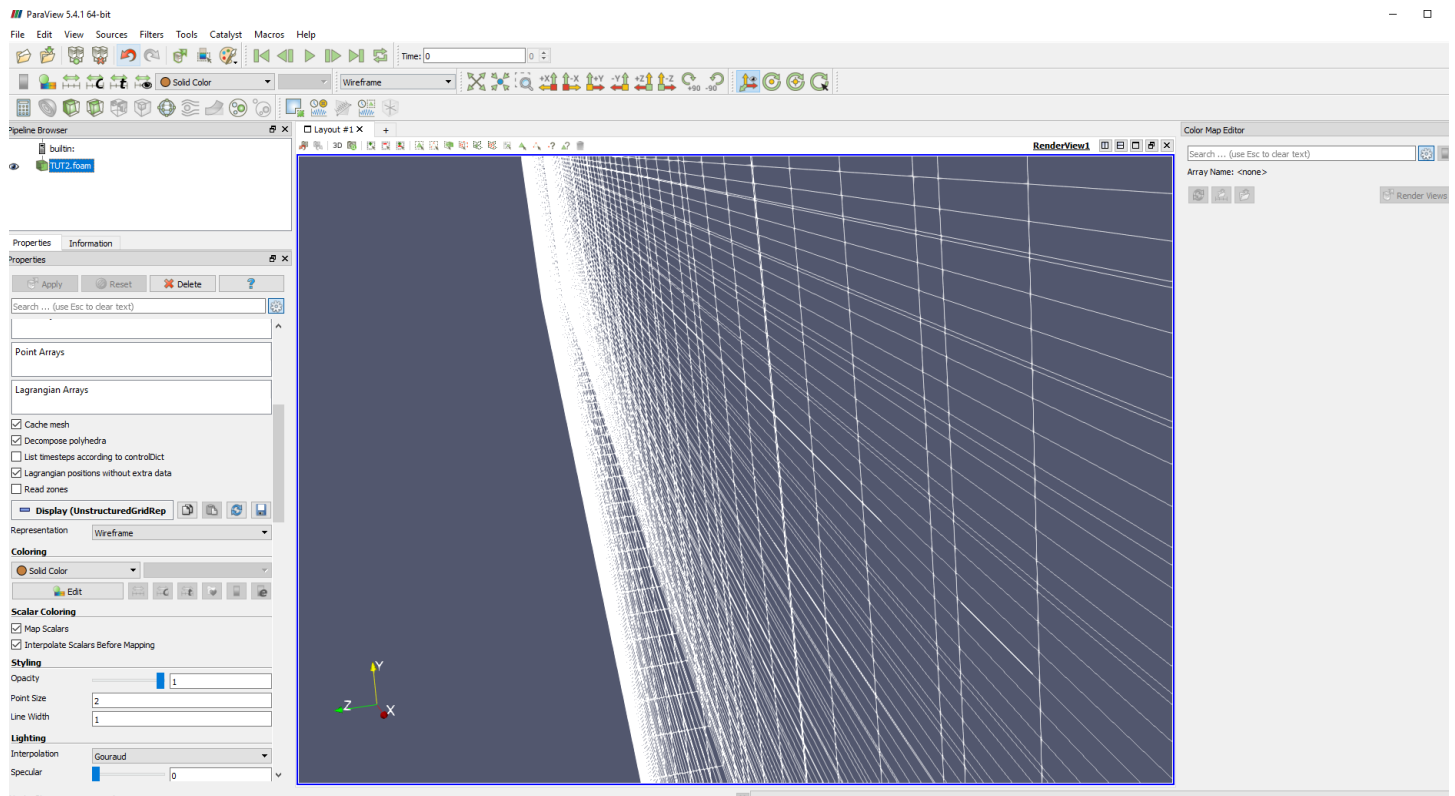 ParaView 5.4.1 64-bit
File Edit View Sources Filters Tools Catalyst Macros Help
Time: 0 0
Solid Color Wireframe +X -X +Y -Y +Z -Z +90 -90
Pipeline Browser
builtin:
TUT2.foam
Properties Information
Properties
Apply Reset Delete ?
Search ... (use Esc to clear text)
Point Arrays
Lagrangian Arrays
Cache mesh
Decompose polyhedra
List timesteps according to controlDict
Lagrangian positions without extra data
Read zones
Display (UnstructuredGridRep
Representation Wireframe
Coloring
Solid Color
Edit
Scalar Coloring
Map Scalars
Interpolate Scalars Before Mapping
Styling
Opacity 1
Point Size 2
Line Width 1
Lighting
Interpolation Gouraud
Specular 0
Layout #1 X +
3D RenderView1
Y
Z
X
Color Map Editor
Search ... (use Esc to clear text)
Array Name: <none>
Render Views